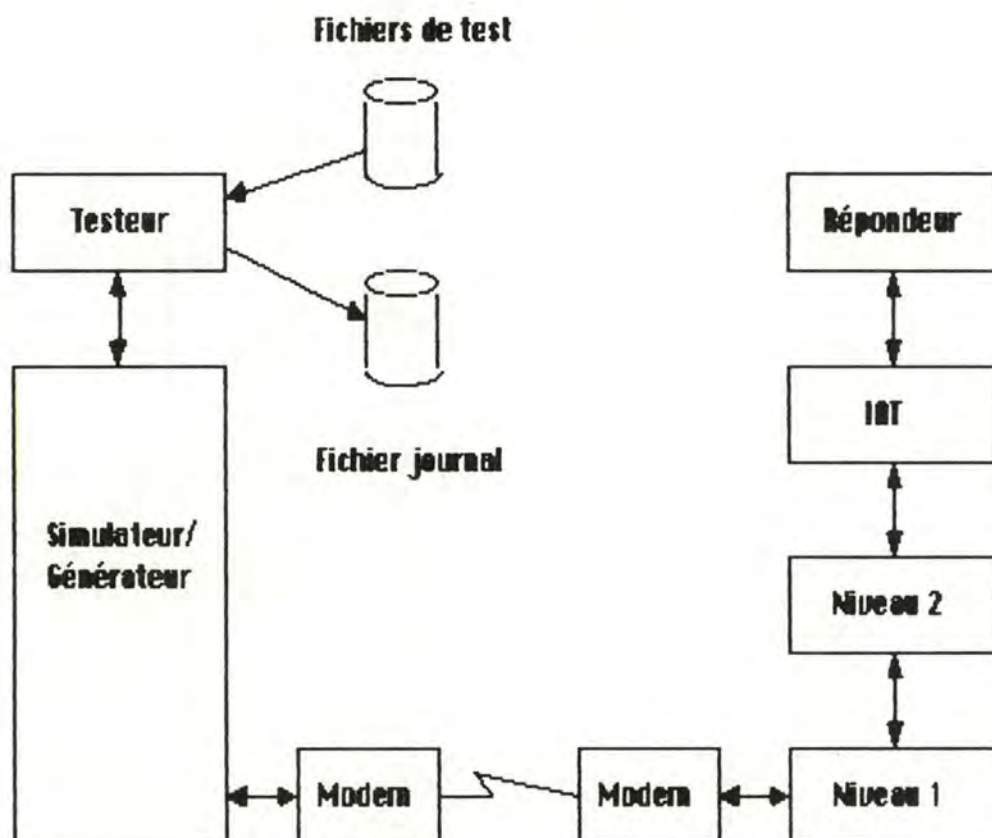 Fichiers de test
Testeur
Répondeur
IAT
Fichier journal
Simulateur/
Générateur
Niveau 2
Modem
Modem
Niveau 1